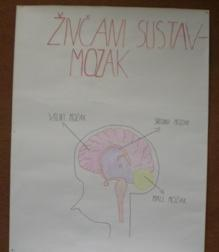 ŽIVČANI SUSTAV-
MOZAK
VELIKI MOZAK
SREDNJI MOZAK
MALI MOZAK